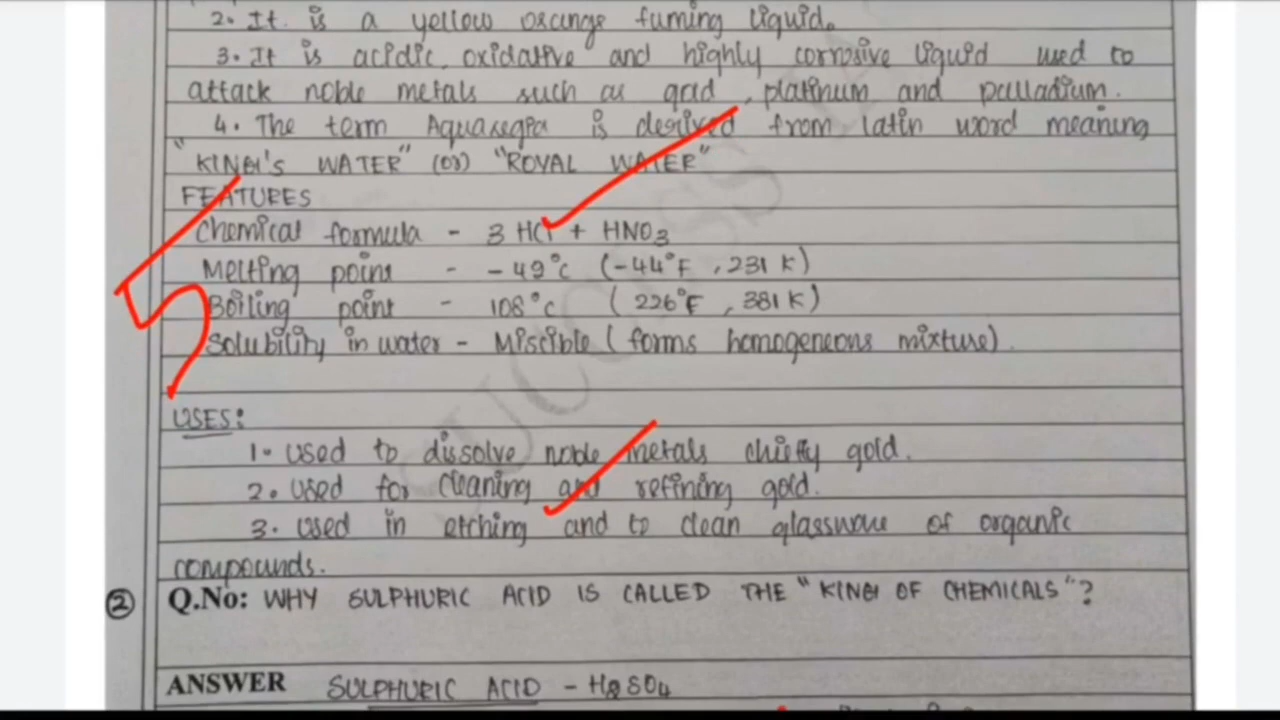 2. It is a yellow orange fuming liquid.
3. It is acidic, oxidative and highly corrosive liquid used to
attack noble metals such as gold, platinum and palladium.
4. The term Aquaregia is derived from latin word meaning
"KING's WATER" (or) "ROYAL WATER"
FEATURES
Chemical formula - 3 HCl + HNO3
Melting point - -49°C (-44°F, 231 K)
Boiling point - 108°C (226°F, 381K)
Solubility in water - Miscible (forms homogeneous mixture).
5
USES:
1. Used to dissolve noble metals chiefly gold.
2. Used for cleaning and refining gold.
3. Used in etching and to clean glassware of organic
compounds.
② Q.No: WHY SULPHURIC ACID IS CALLED THE "KING OF CHEMICALS"?
ANSWER SULPHURIC ACID - H2SO4
SUCCESS IA